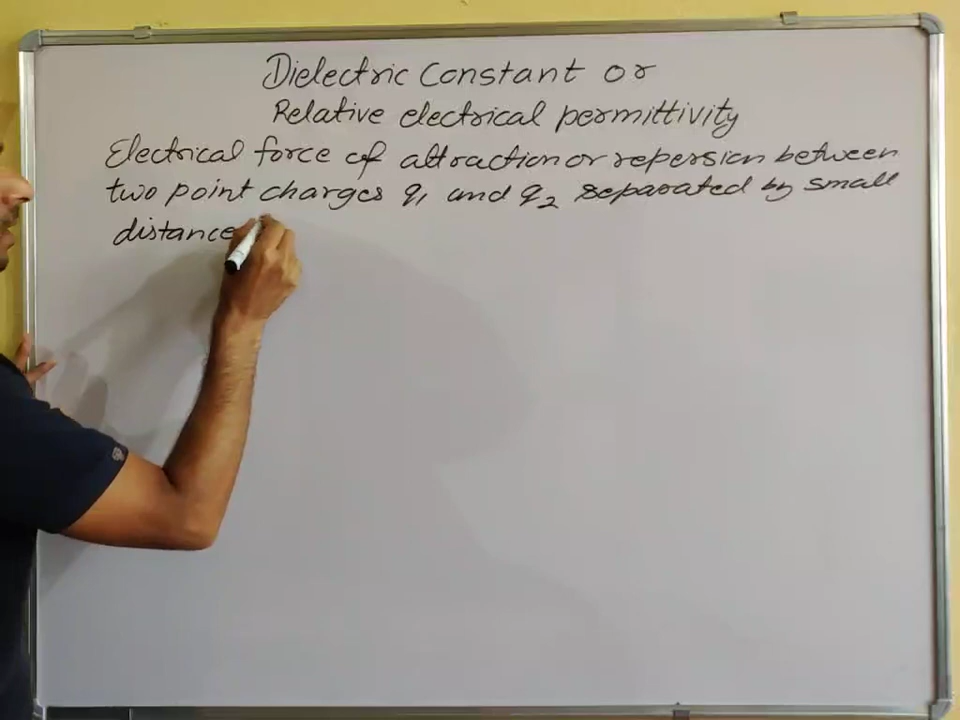 Dielectric Constant or
Relative electrical permittivity
Electrical force of attraction or repersion between
two point charges q1 and q2 separated by small
distance